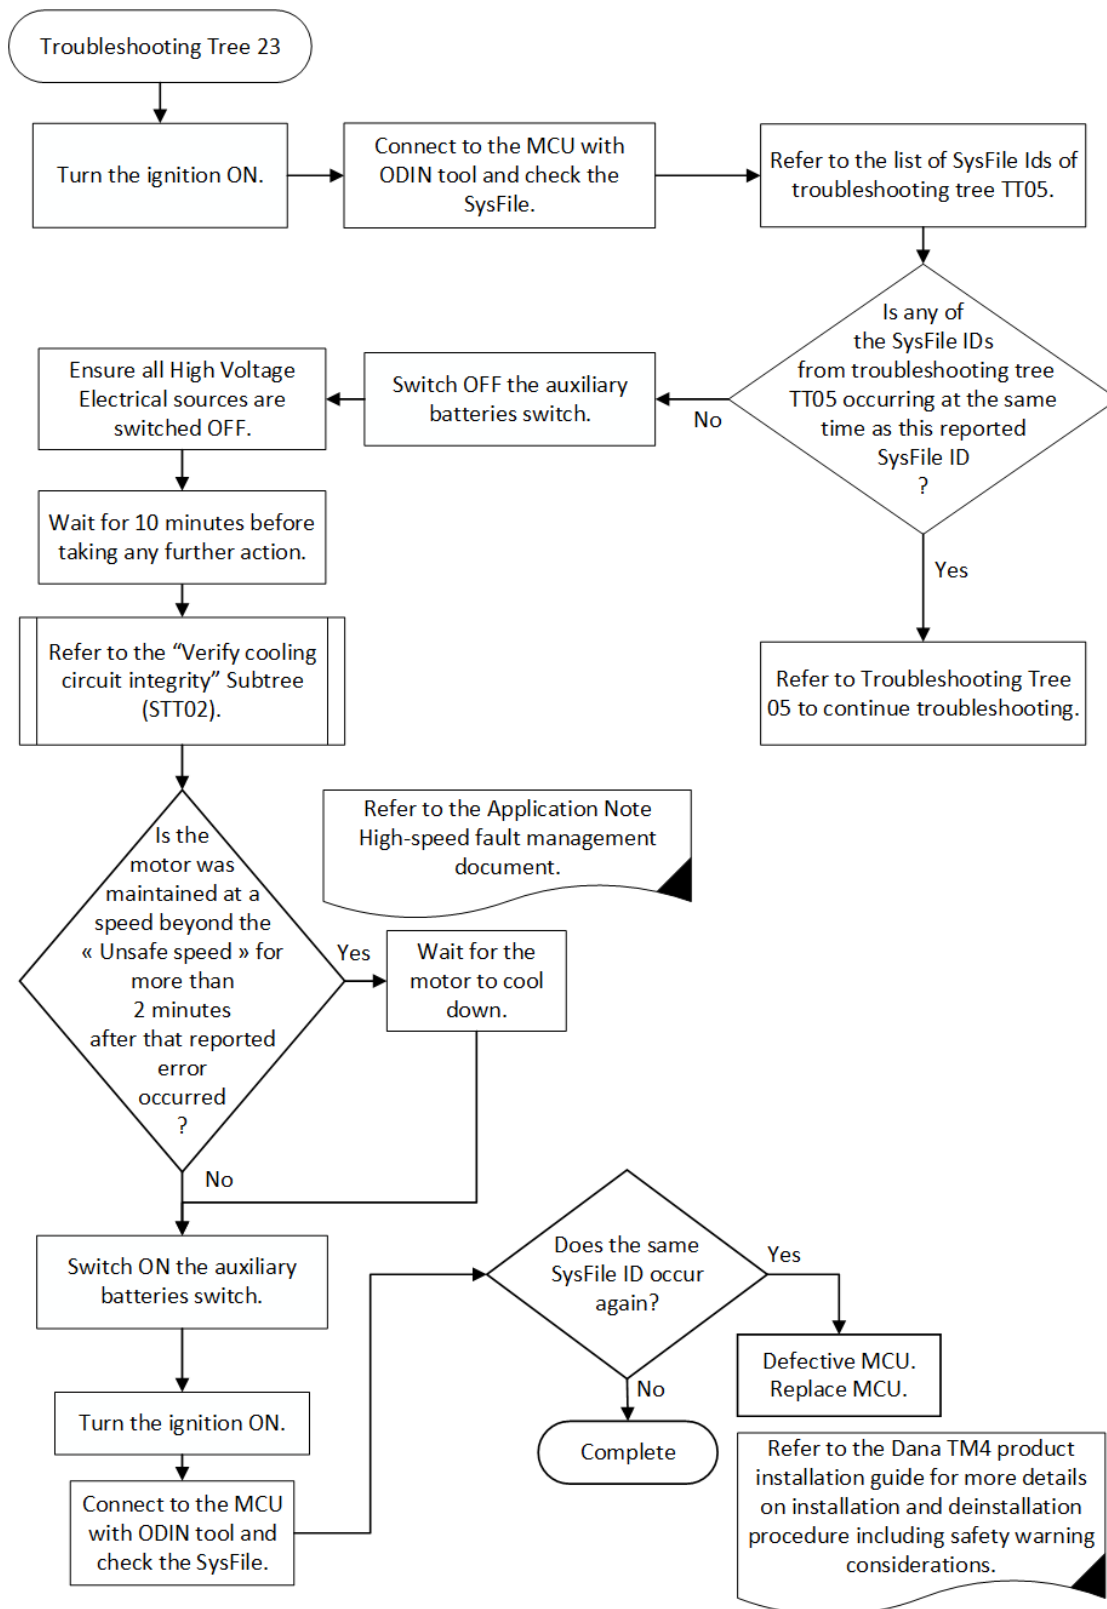 Troubleshooting Tree 23
Turn the ignition ON.
Connect to the MCU with
ODIN tool and check the
SysFile.
Refer to the list of SysFile Ids of
troubleshooting tree TT05.
Is any of
the SysFile IDs
from troubleshooting tree
TT05 occurring at the same
time as this reported
SysFile ID
?
No
Yes
Refer to Troubleshooting Tree
05 to continue troubleshooting.
Switch OFF the auxiliary
batteries switch.
Ensure all High Voltage
Electrical sources are
switched OFF.
Wait for 10 minutes before
taking any further action.
Refer to the “Verify cooling
circuit integrity” Subtree
(STT02).
Is the
motor was
maintained at a
speed beyond the
« Unsafe speed » for
more than
2 minutes
after that reported
error
occurred
?
Yes
No
Refer to the Application Note
High-speed fault management
document.
Wait for the
motor to cool
down.
Switch ON the auxiliary
batteries switch.
Turn the ignition ON.
Connect to the MCU
with ODIN tool and
check the SysFile.
Does the same
SysFile ID occur
again?
Yes
No
Complete
Defective MCU.
Replace MCU.
Refer to the Dana TM4 product
installation guide for more details
on installation and deinstallation
procedure including safety warning
considerations.